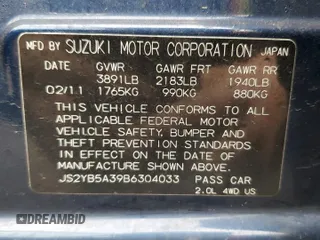 MFD BY SUZUKI MOTOR CORPORATION JAPAN
DATE GVWR GAWR FRT GAWR RR
3891LB 2183LB 1940LB
02/11 1765KG 990KG 880KG
THIS VEHICLE CONFORMS TO ALL
APPLICABLE FEDERAL MOTOR
VEHICLE SAFETY, BUMPER AND
THEFT PREVENTION STANDARDS
IN EFFECT ON THE DATE OF
MANUFACTURE SHOWN ABOVE.
JS2YB5A39B6304033 PASS CAR
2.0L 4WD US
DREAMBID